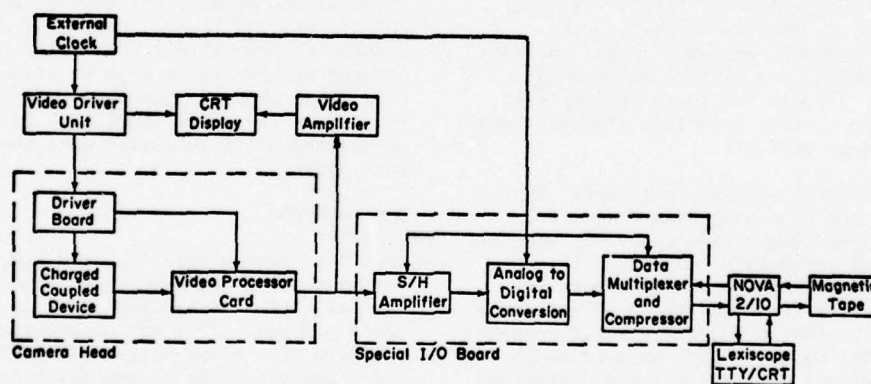 External
Clock
Video Driver
Unit
CRT
Display
Video
Amplifier
Driver
Board
Charged
Coupled
Device
Video Processor
Card
Camera Head
S/H
Amplifier
Analog to
Digital
Conversion
Data
Multiplexer
and
Compressor
Special I/O Board
NOVA
2/10
Magnetic
Tape
Lexiscope
TTY/CRT